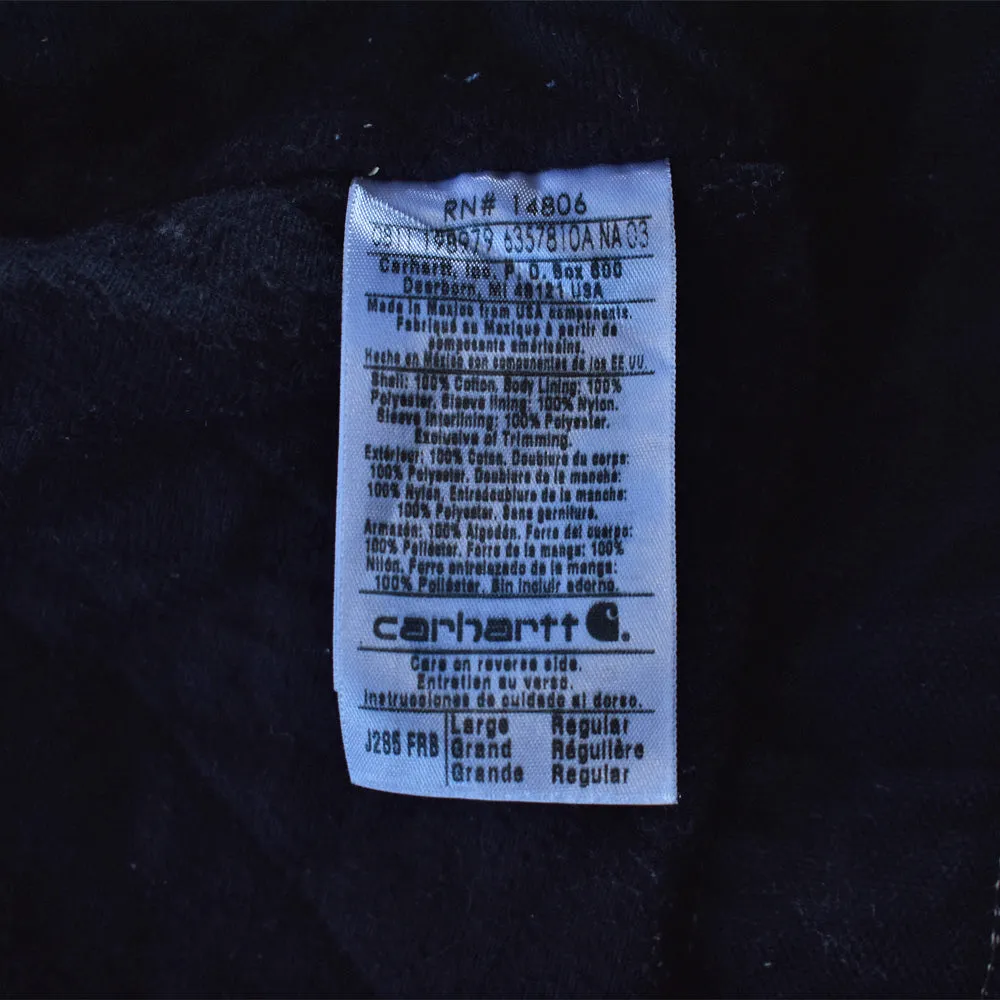 RN# 14806
0811 198979 6357810A NA 03
Carhartt, Inc. P. O. Box 600
Dearborn, MI 48121 USA
Made in Mexico from USA components.
Fabriqué au Mexique à partir de
composants américains.
Hecho en México con componentes de los EE.UU.
Shell: 100% Cotton, Body Lining: 100%
Polyester, Sleeve lining: 100% Nylon.
Sleeve Interlining: 100% Polyester.
Exclusive of Trimming.
Extérieur: 100% Coton, Doublure du corps:
100% Polyester, Doublure de la manche:
100% Nylon, Entredoublure de la manche:
100% Polyester, Sans garniture.
Armazón: 100% Algodón, Forro del cuerpo:
100% Poliéster, Forro de la manga: 100%
Nilón, Forro entrelazado de la manga:
100% Poliéster, Sin incluir adorno.
carhartt
Care on reverse side.
Entretien au verso.
Instrucciones de cuidado al dorso.
J285 FRB
Large Regular
Grand Régulière
Grande Regular